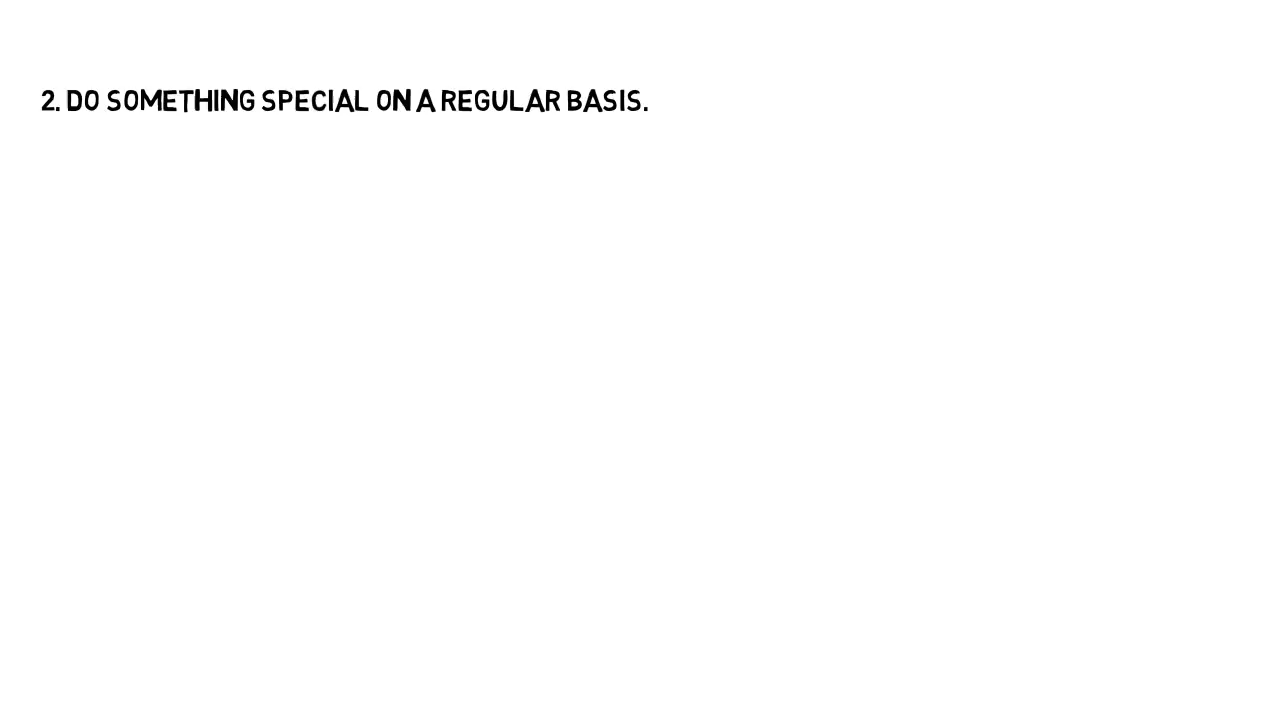 2. DO SOMETHING SPECIAL ON A REGULAR BASIS.